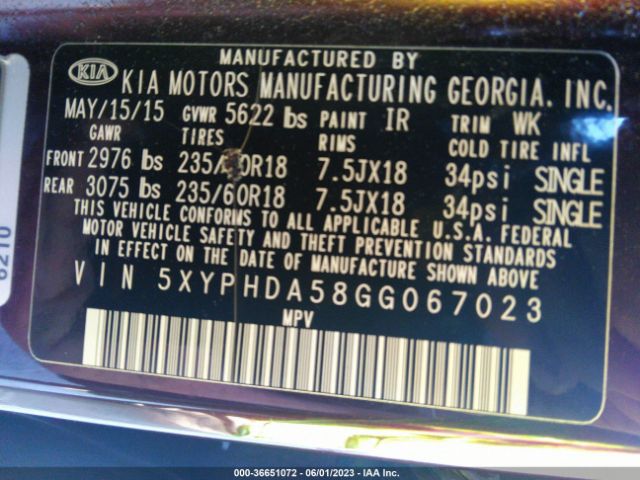 MANUFACTURED BY
KIA KIA MOTORS MANUFACTURING GEORGIA. INC.
MAY/15/15 GVWR 5622 lbs PAINT IR TRIM WK
GAWR TIRES RIMS COLD TIRE INFL
FRONT 2976 lbs 235/60R18 7.5JX18 34psi SINGLE
REAR 3075 lbs 235/60R18 7.5JX18 34psi SINGLE
THIS VEHICLE CONFORMS TO ALL APPLICABLE U.S.A. FEDERAL
MOTOR VEHICLE SAFETY AND THEFT PREVENTION STANDARDS
IN EFFECT ON THE DATE OF MANUFACTURE SHOWN ABOVE
VIN 5XYPHDA58GG067023
MPV
000-36651072 - 06/01/2023 - IAA Inc.